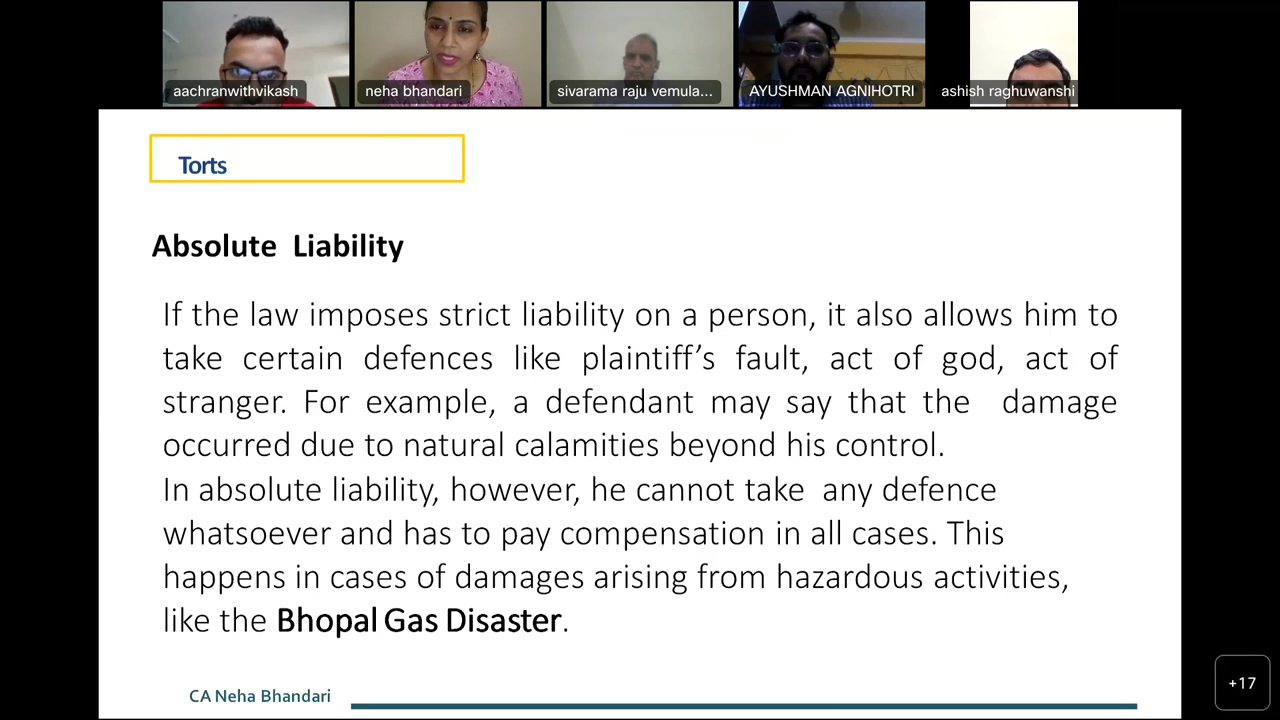 aachranwithvikash
neha bhandari
sivarama raju vemula...
AYUSHMAN AGNIHOTRI
ashish raghuwanshi
Torts
Absolute Liability
If the law imposes strict liability on a person, it also allows him to
take certain defences like plaintiff’s fault, act of god, act of
stranger. For example, a defendant may say that the damage
occurred due to natural calamities beyond his control.
In absolute liability, however, he cannot take any defence
whatsoever and has to pay compensation in all cases. This
happens in cases of damages arising from hazardous activities,
like the Bhopal Gas Disaster.
CA Neha Bhandari
+17